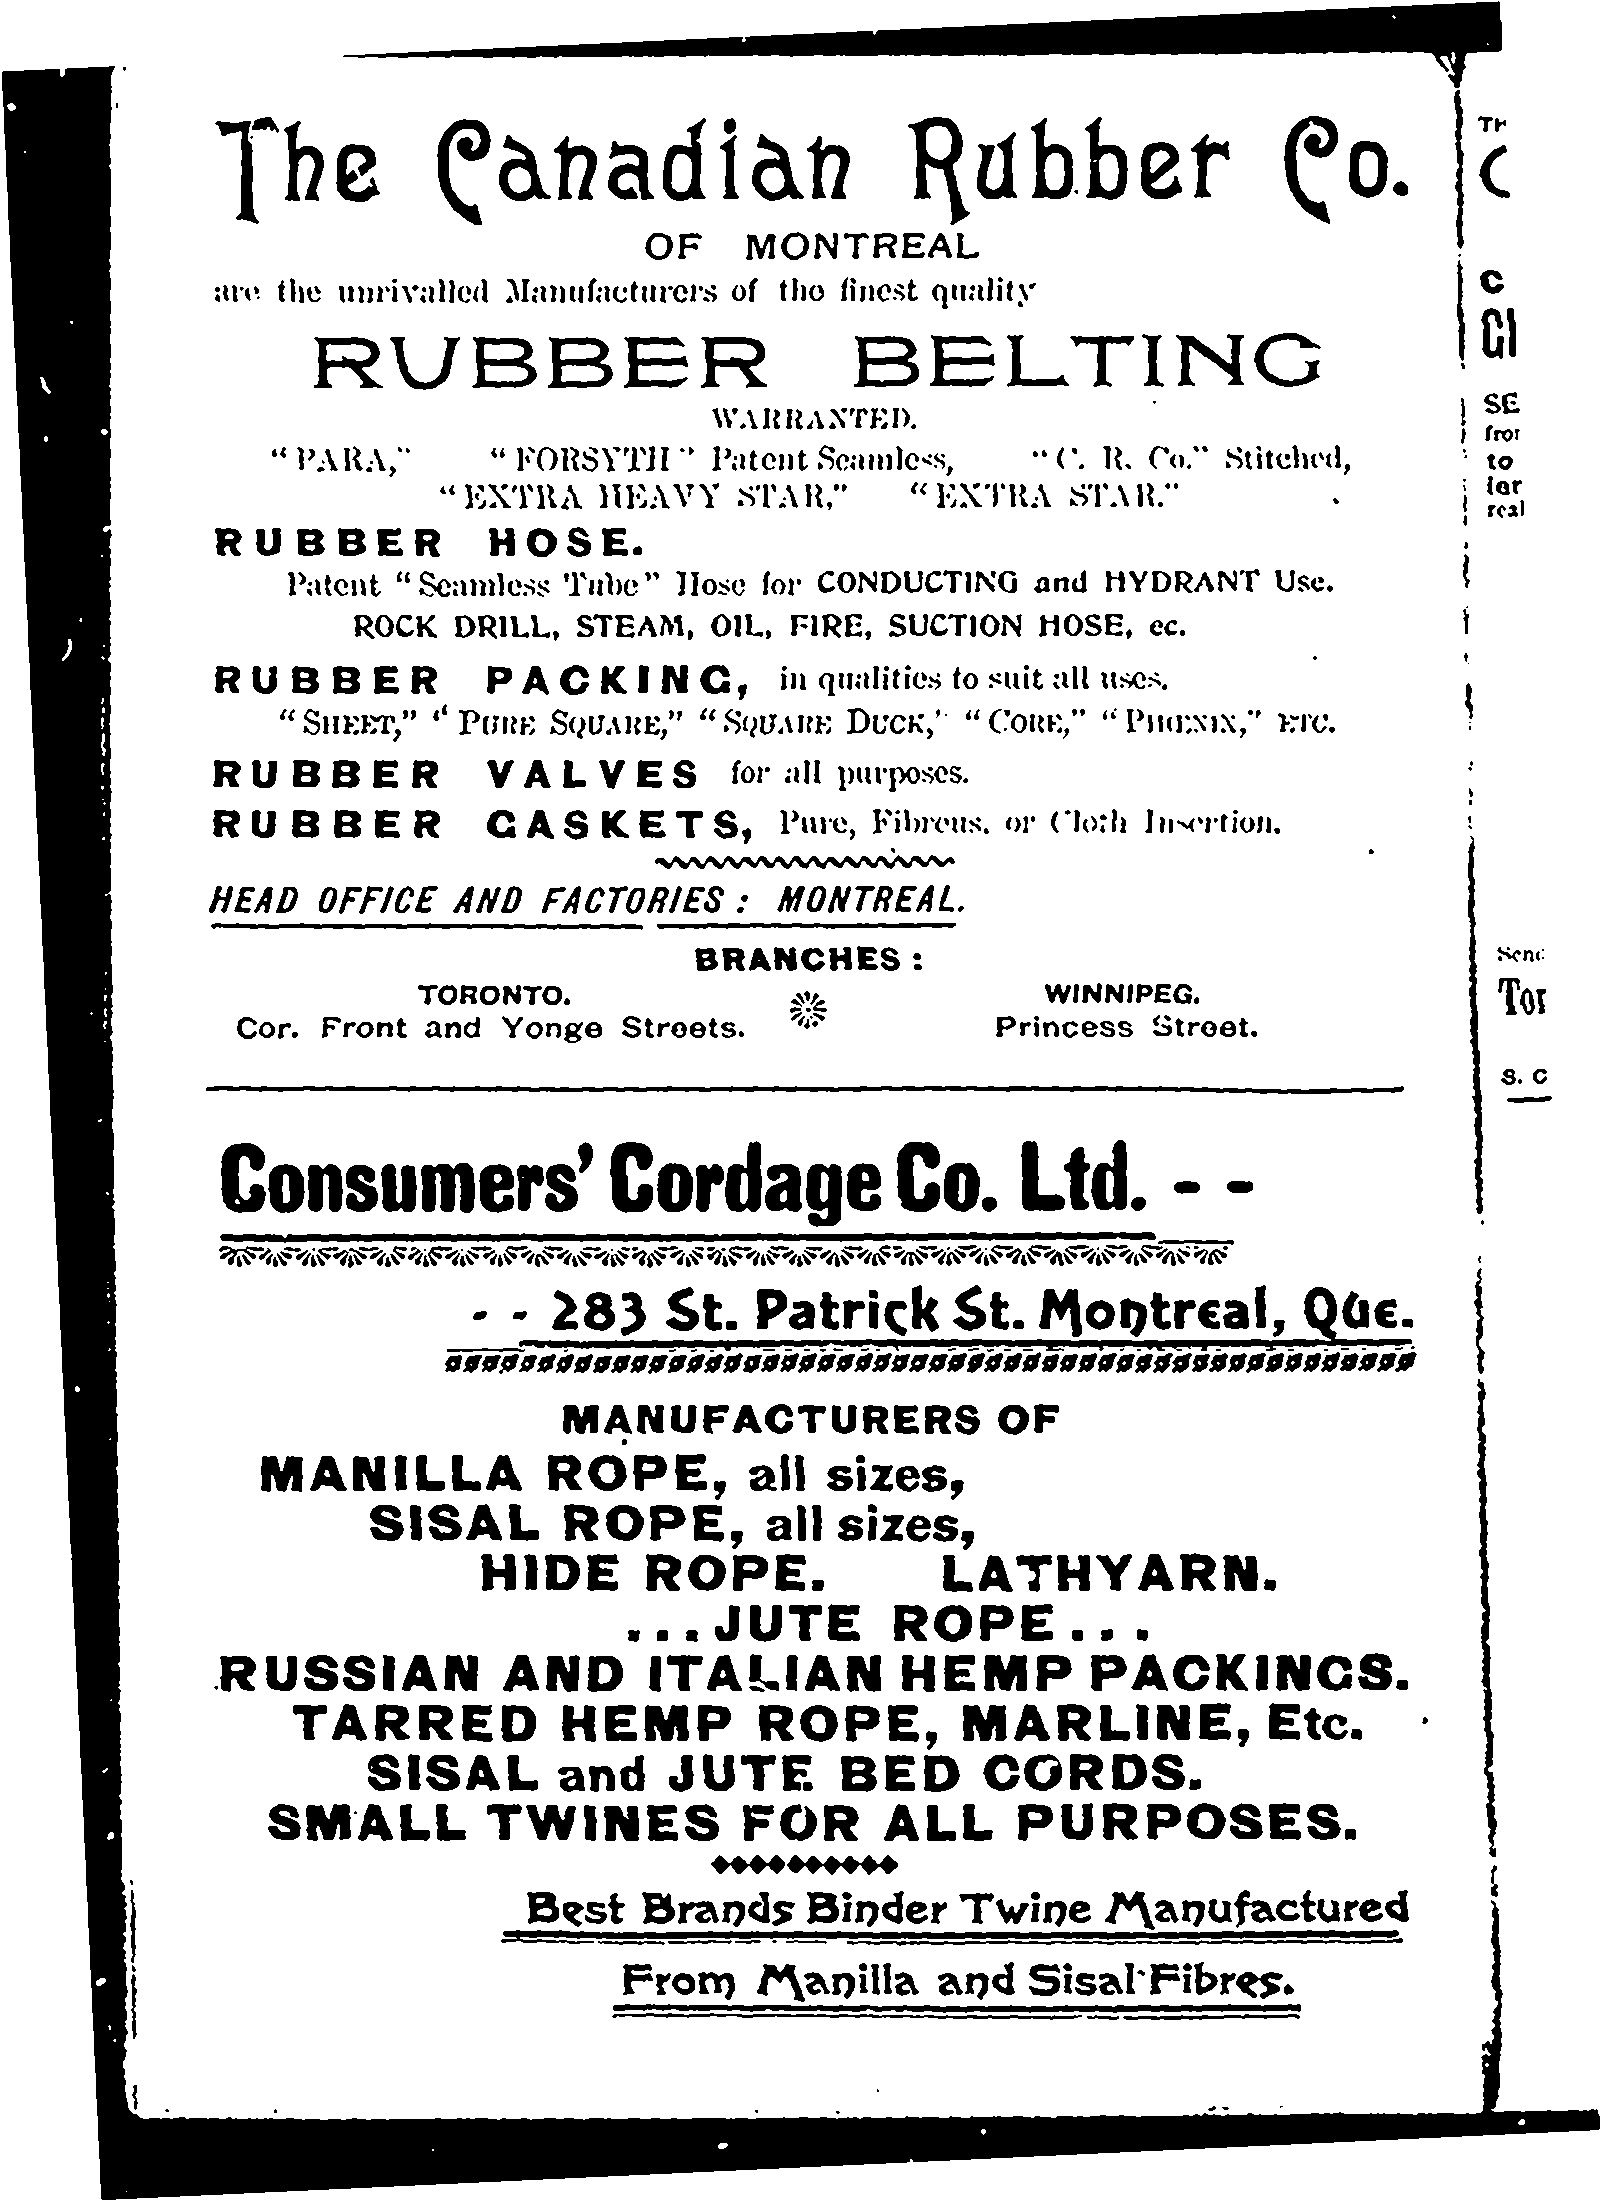 The Canadian Rubber Co.
OF MONTREAL
are the unrivalled Manufacturers of the finest quality
RUBBER BELTING
WARRANTED.
"PARA," "FORSYTH" Patent Seamless, "C. R. Co." Stitched,
"EXTRA HEAVY STAR," "EXTRA STAR."
RUBBER HOSE.
Patent "Seamless Tube" Hose for CONDUCTING and HYDRANT Use.
ROCK DRILL, STEAM, OIL, FIRE, SUCTION HOSE, ec.
RUBBER PACKING, in qualities to suit all uses.
"SHEET," "PURE SQUARE," "SQUARE DUCK," "CORE," "PHŒNIX," ETC.
RUBBER VALVES for all purposes.
RUBBER GASKETS, Pure, Fibreus, or Cloth Insertion.
HEAD OFFICE AND FACTORIES : MONTREAL.
BRANCHES :
TORONTO. WINNIPEG.
Cor. Front and Yonge Streets. Princess Street.
Consumers' Cordage Co. Ltd. - -
- - 283 St. Patrick St. Montreal, Que.
MANUFACTURERS OF
MANILLA ROPE, all sizes,
SISAL ROPE, all sizes,
HIDE ROPE. LATHYARN.
...JUTE ROPE...
RUSSIAN AND ITALIAN HEMP PACKINGS.
TARRED HEMP ROPE, MARLINE, Etc.
SISAL and JUTE BED CORDS.
SMALL TWINES FOR ALL PURPOSES.
Best Brands Binder Twine Manufactured
From Manilla and Sisal Fibres.
C
SE
to
real
S. C